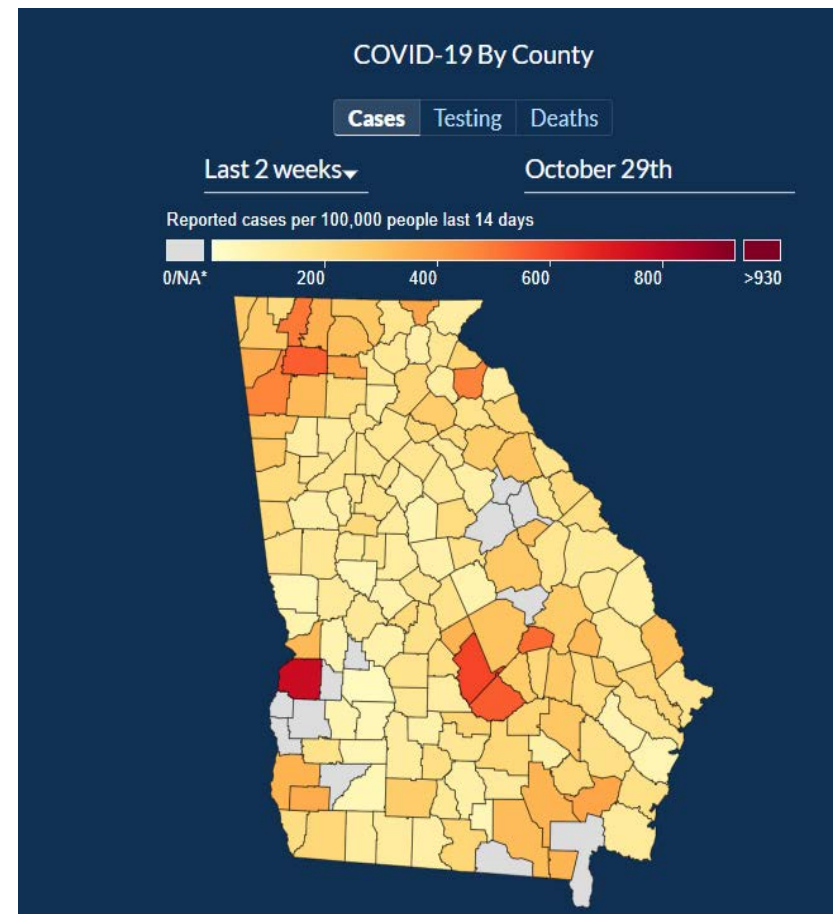 COVID-19 By County
Cases Testing Deaths
Last 2 weeks October 29th
Reported cases per 100,000 people last 14 days
0/NA* 200 400 600 800 >930